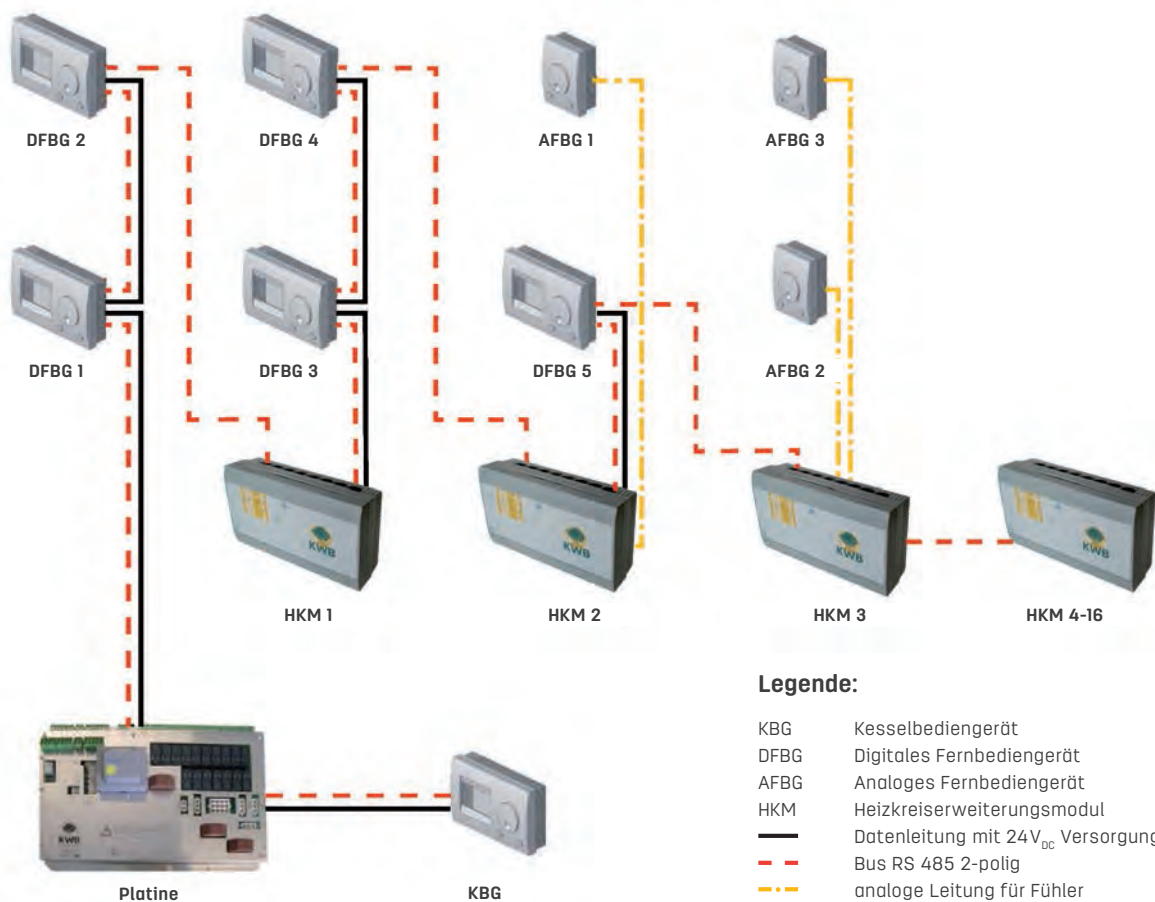 DFBG 2
DFBG 4
AFBG 1
AFBG 3
DFBG 1
DFBG 3
DFBG 5
AFBG 2
KWB
KWB
KWB
KWB
HKM 1
HKM 2
HKM 3
HKM 4-16
Legende:
KBG Kesselbediengerät
DFBG Digitales Fernbediengerät
AFBG Analoges Fernbediengerät
HKM Heizkreiserweiterungsmodul
Datenleitung mit 24V_DC Versorgung
Bus RS 485 2-polig
analoge Leitung für Fühler
KWB
Platine
KBG